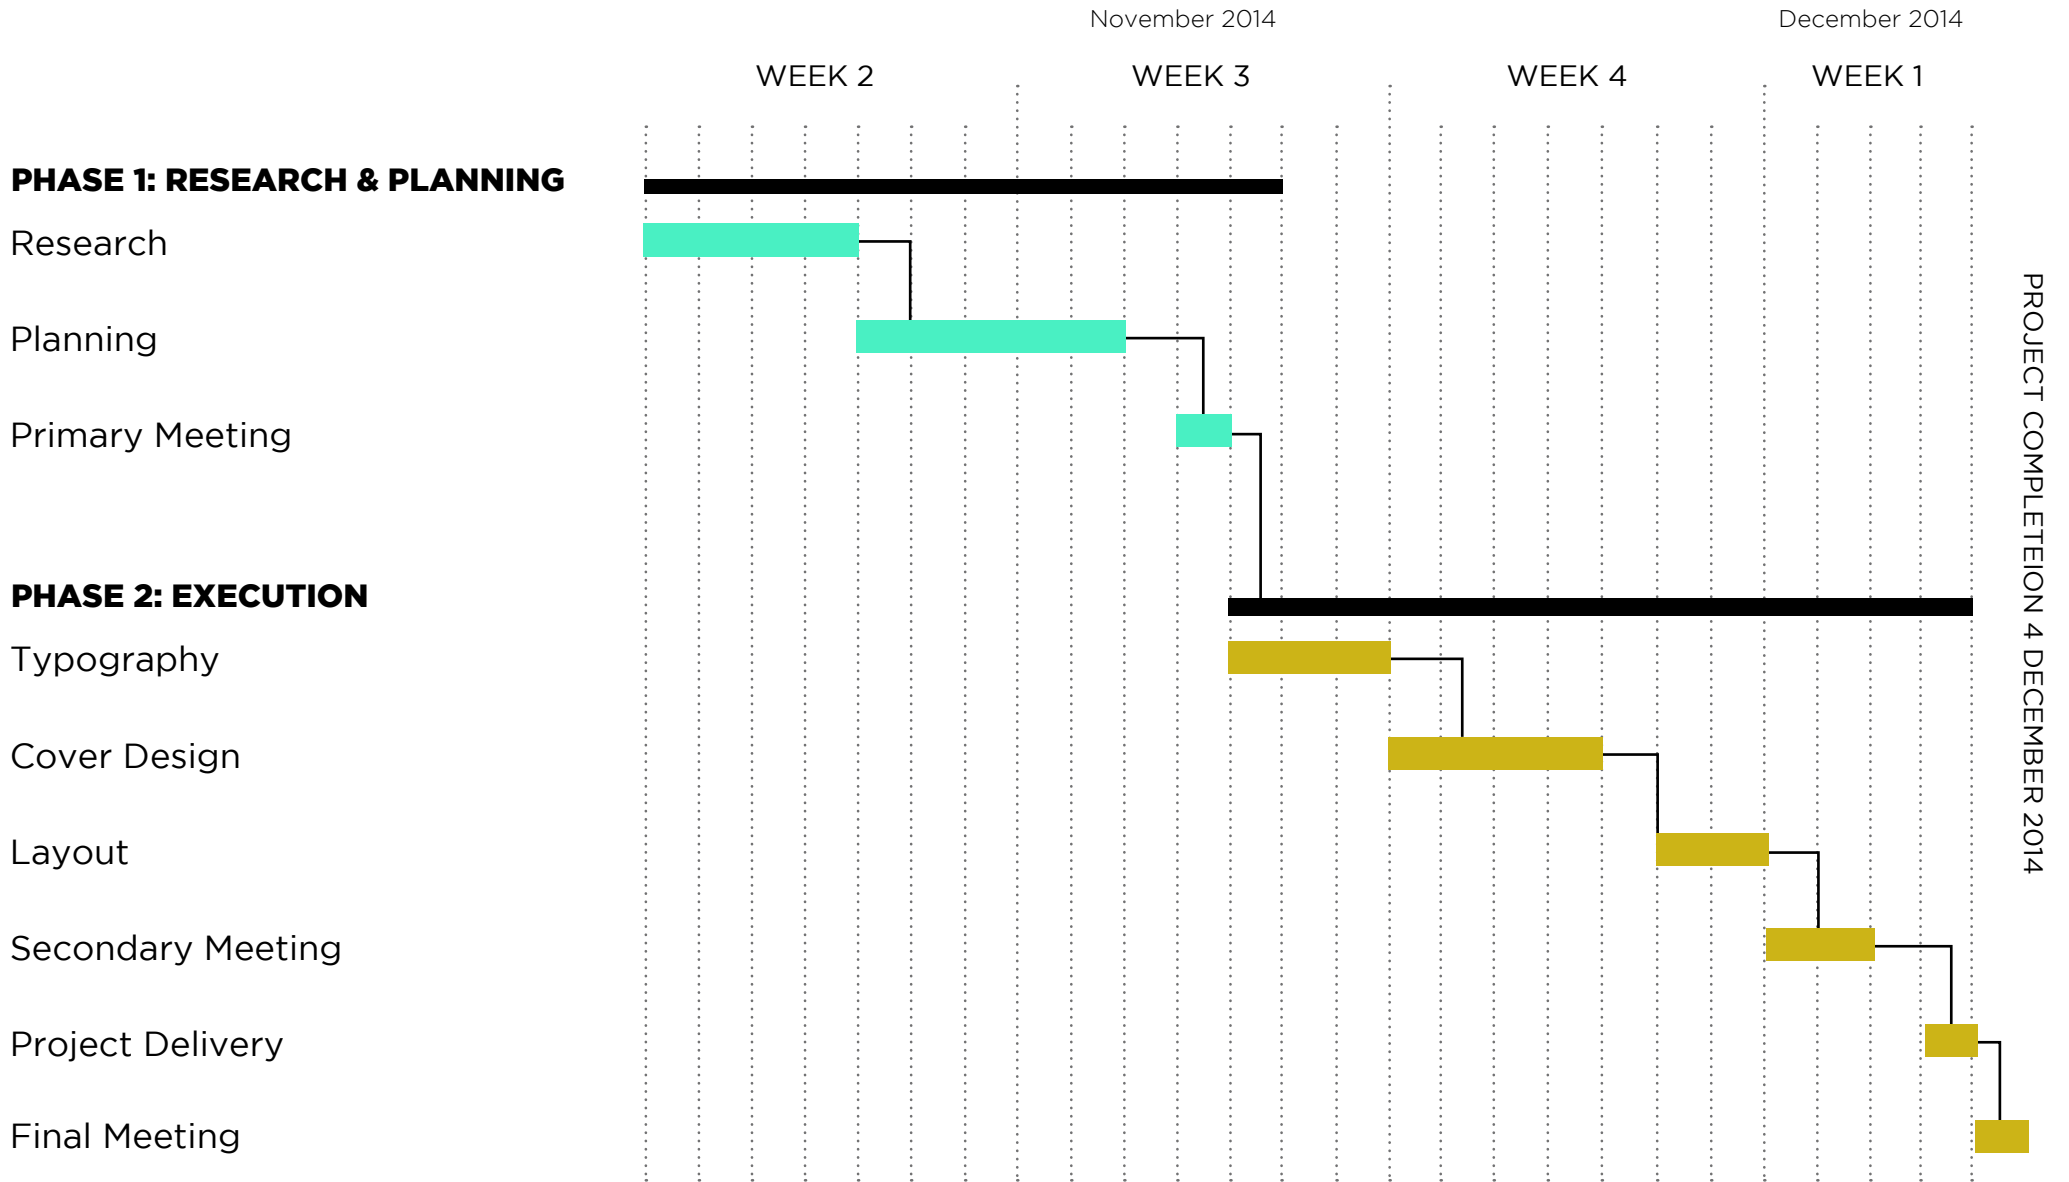 November 2014
December 2014
WEEK 2
WEEK 3
WEEK 4
WEEK 1
PHASE 1: RESEARCH & PLANNING
Research
Planning
Primary Meeting
PHASE 2: EXECUTION
Typography
Cover Design
Layout
Secondary Meeting
Project Delivery
Final Meeting
PROJECT COMPLETION 4 DECEMBER 2014